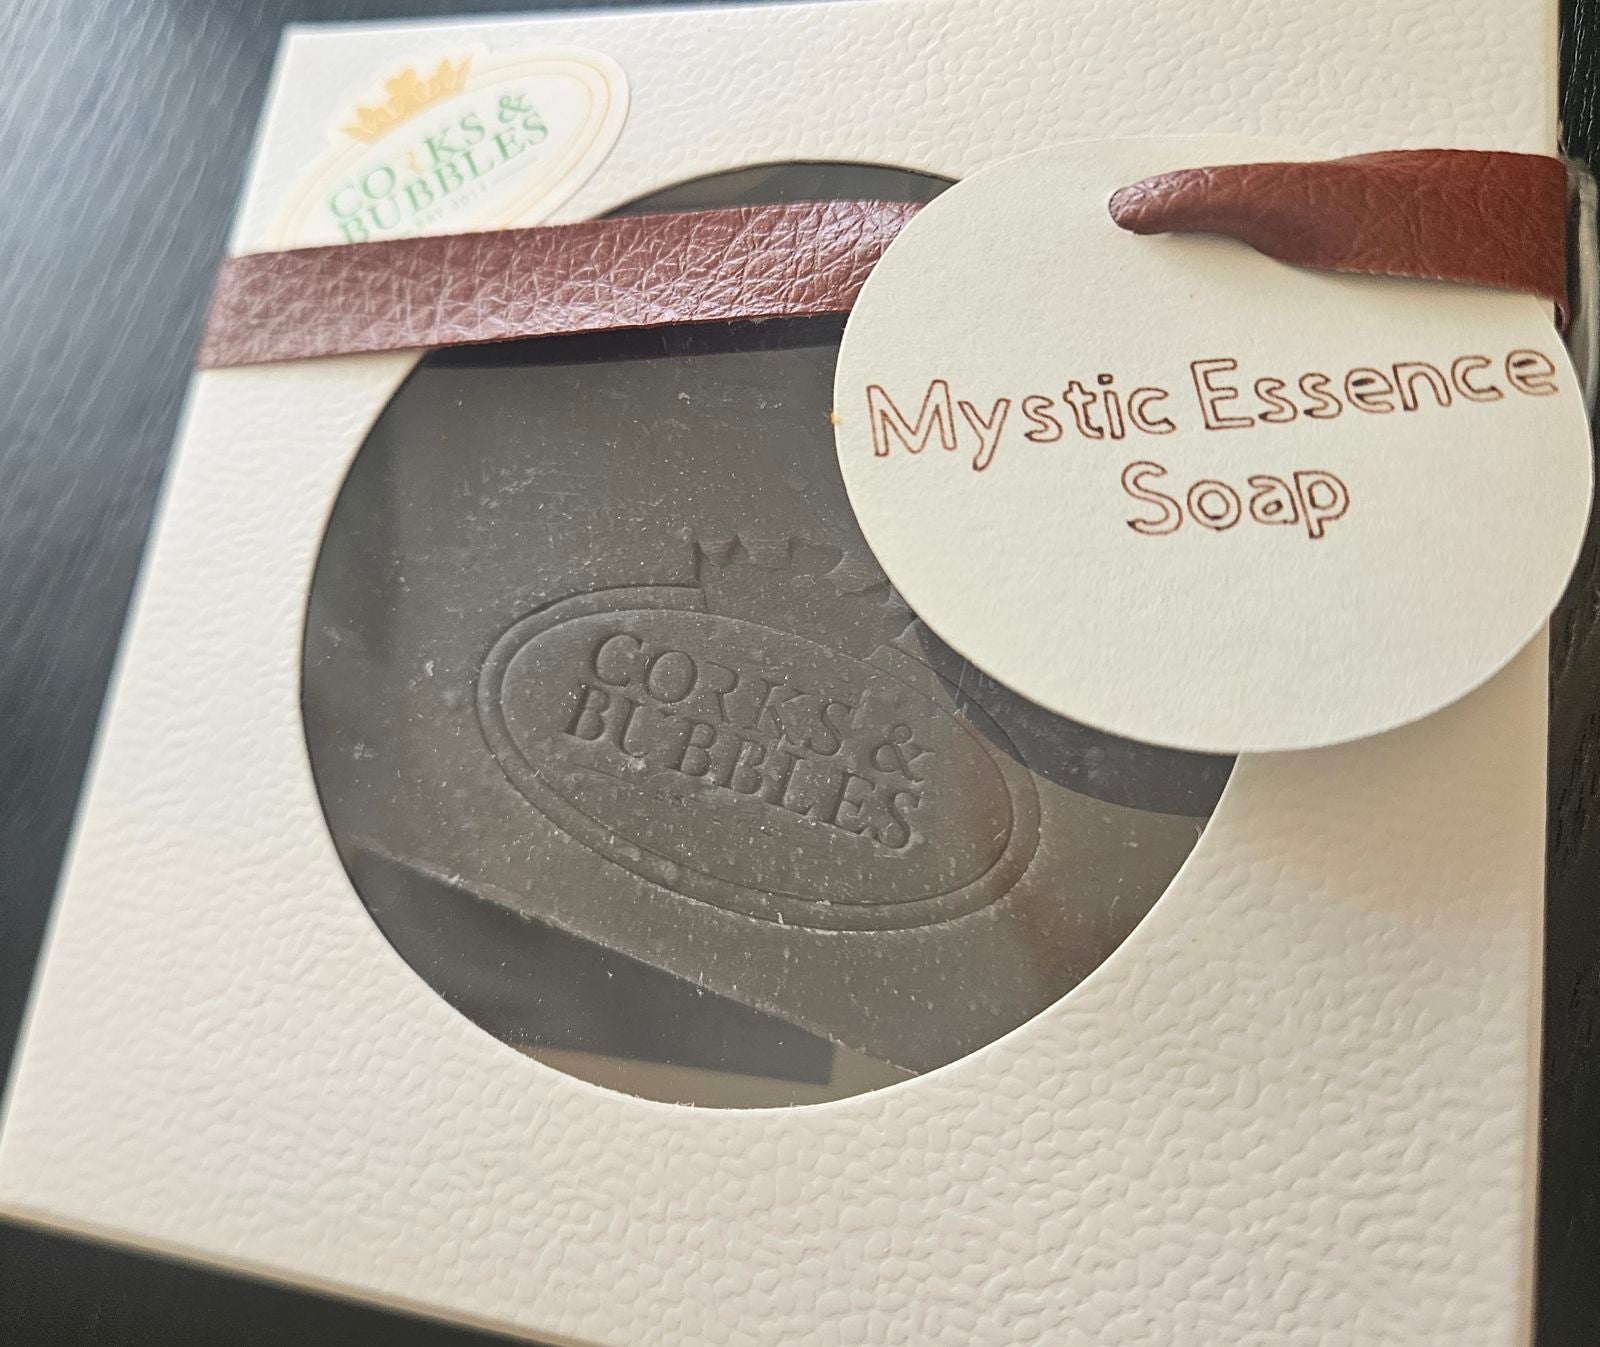 CORKS &
BUBBLES
Mystic Essence
Soap
CORKS &
BUBBLES